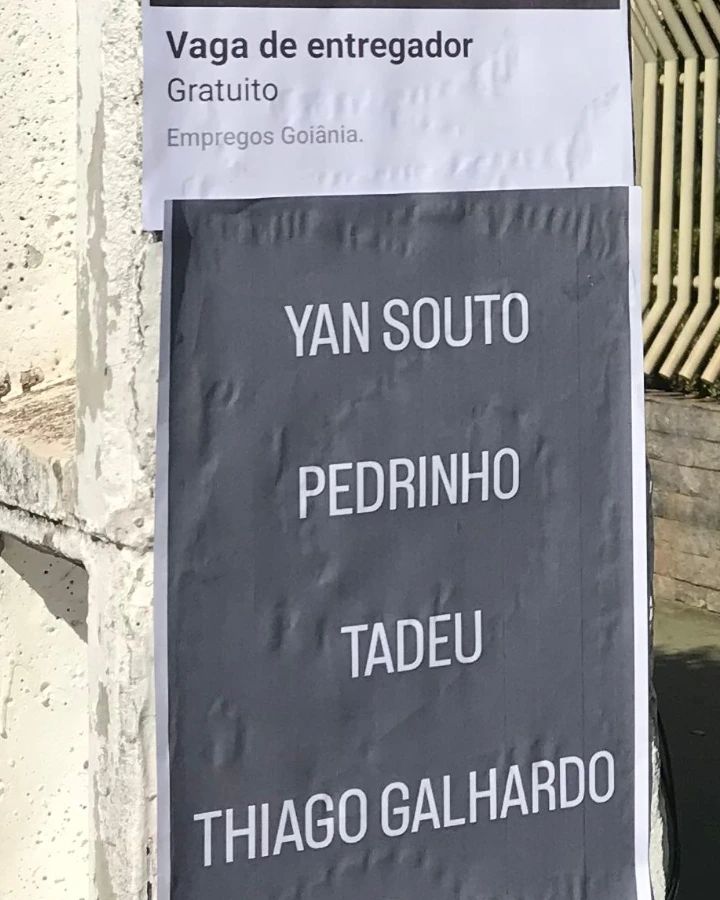 Vaga de entregador
Gratuito
Empregos Goiânia.
YAN SOUTO
PEDRINHO
TADEU
THIAGO GALHARDO